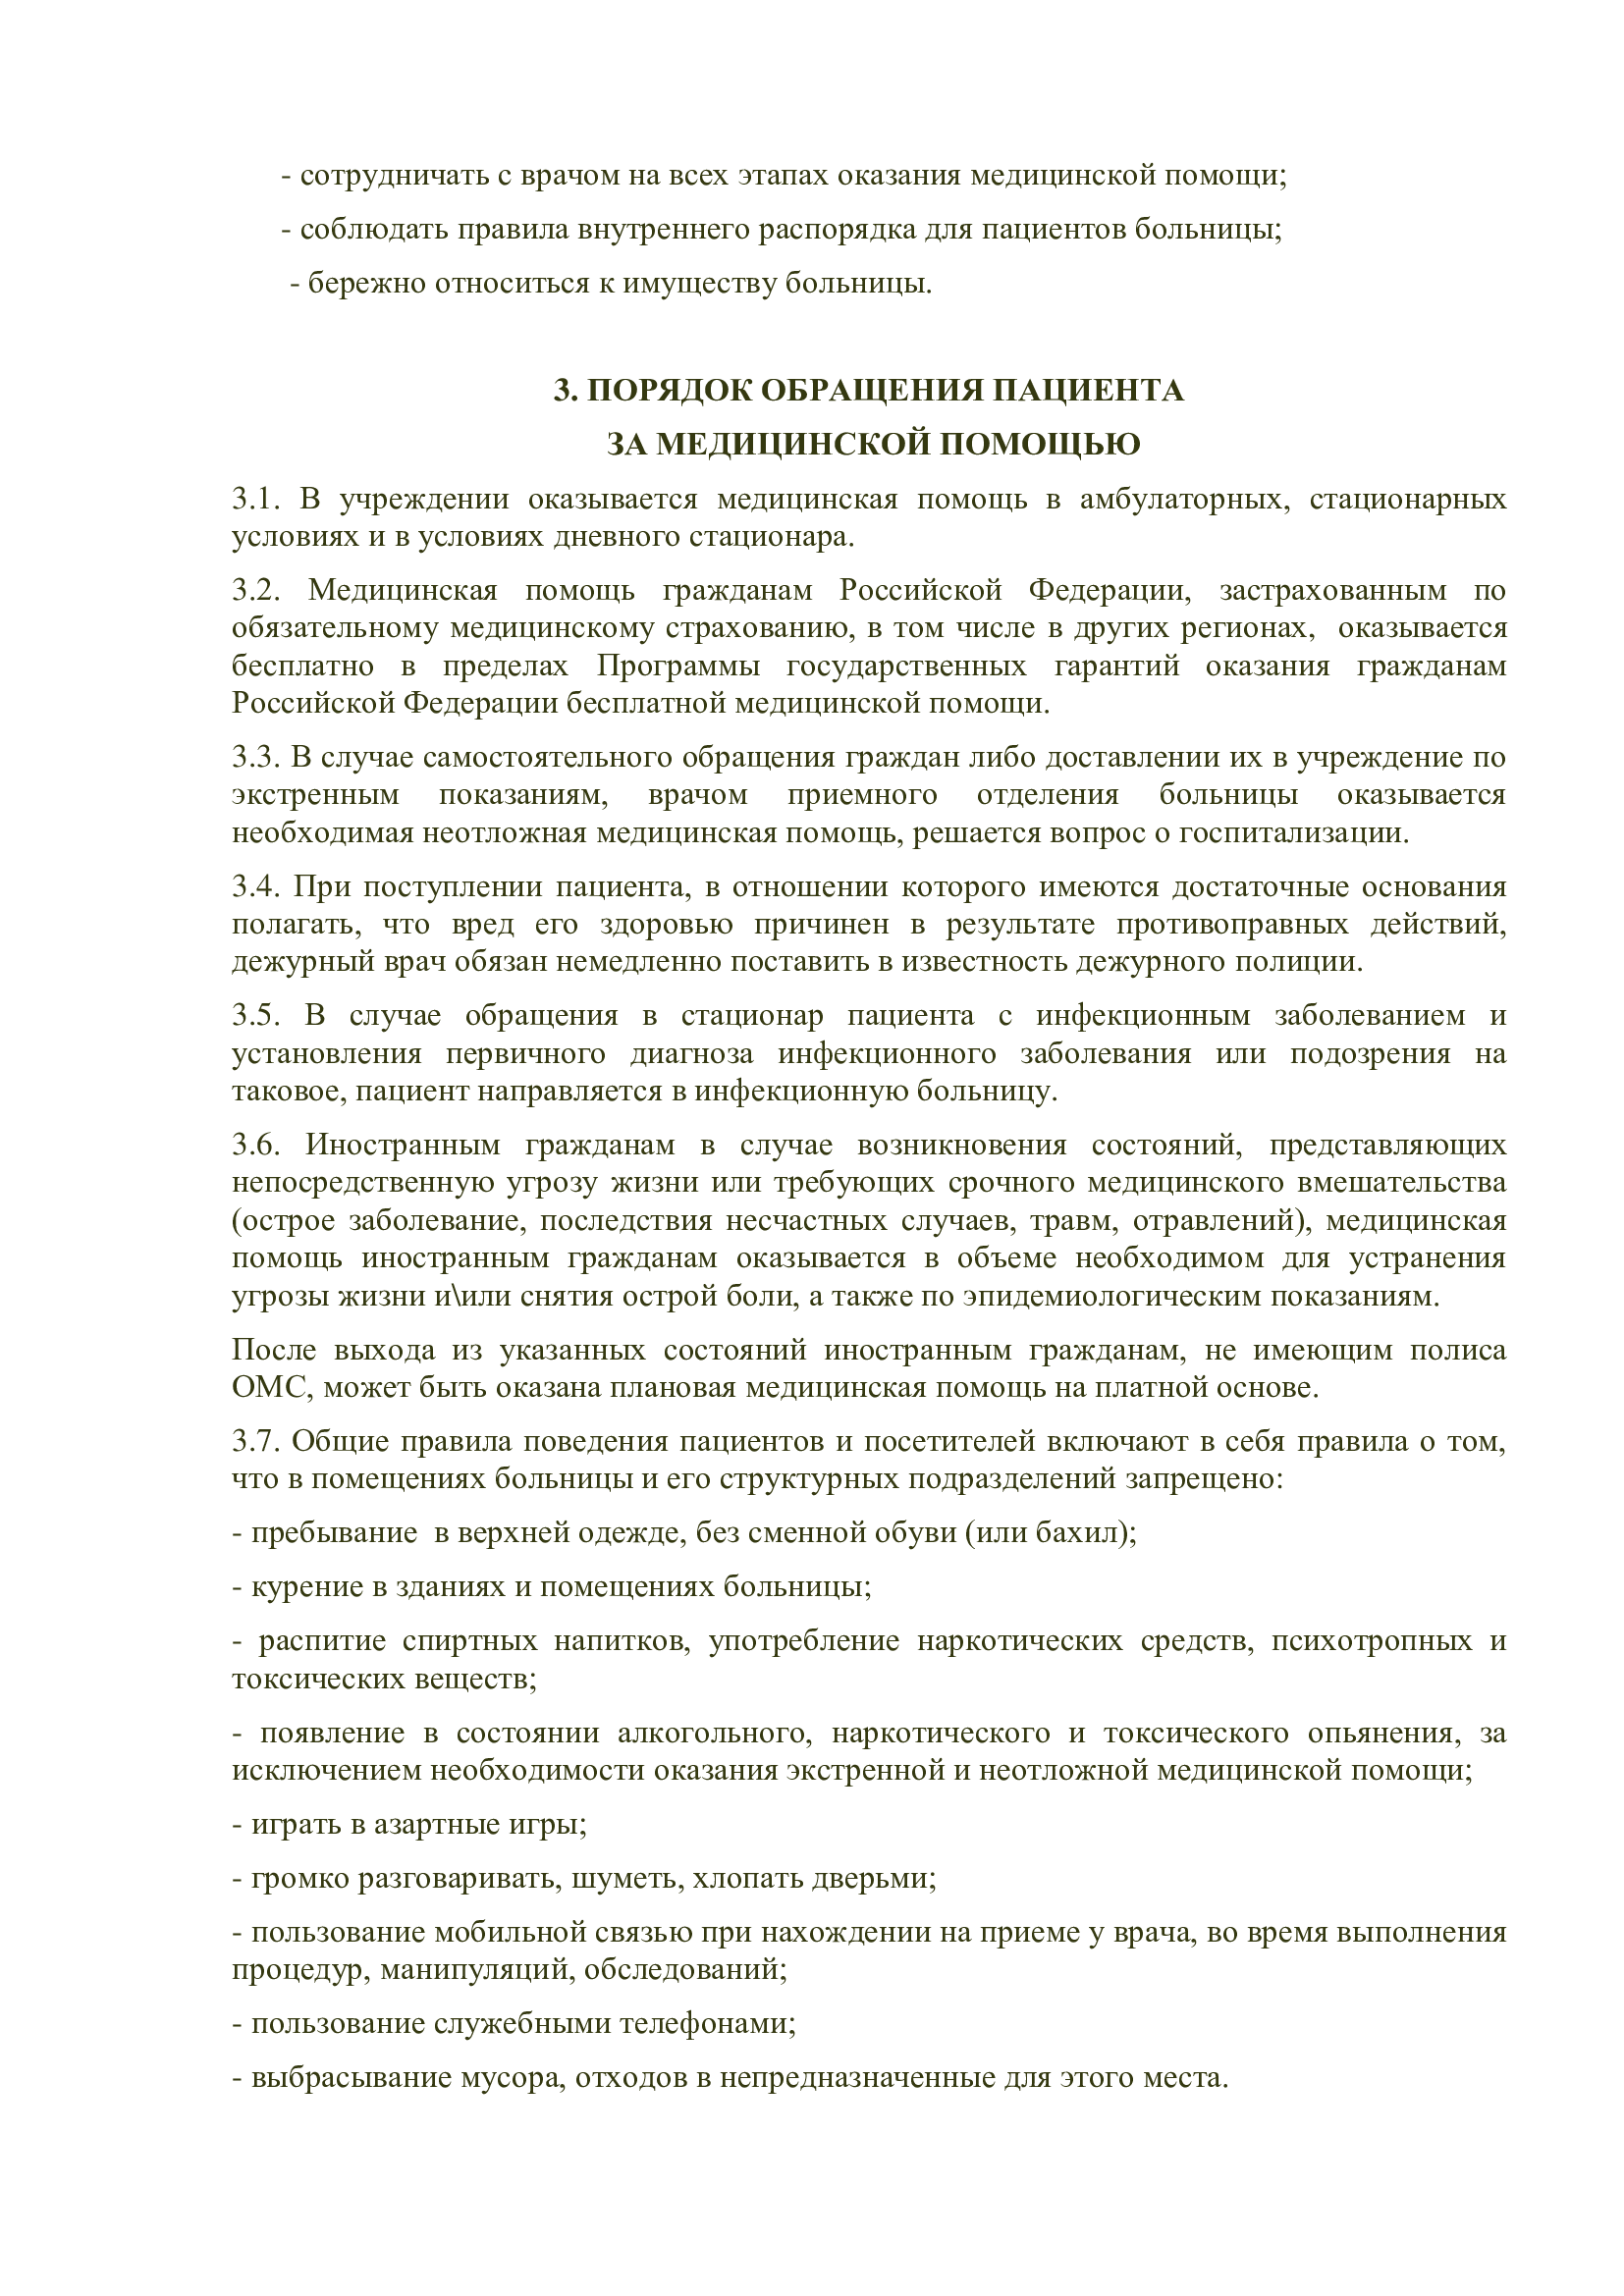 - сотрудничать с врачом на всех этапах оказания медицинской помощи;
- соблюдать правила внутреннего распорядка для пациентов больницы;
- бережно относиться к имуществу больницы.
3. ПОРЯДОК ОБРАЩЕНИЯ ПАЦИЕНТА
ЗА МЕДИЦИНСКОЙ ПОМОЩЬЮ
3.1. В учреждении оказывается медицинская помощь в амбулаторных, стационарных
условиях и в условиях дневного стационара.
3.2. Медицинская помощь гражданам Российской Федерации, застрахованным по
обязательному медицинскому страхованию, в том числе в других регионах, оказывается
бесплатно в пределах Программы государственных гарантий оказания гражданам
Российской Федерации бесплатной медицинской помощи.
3.3. В случае самостоятельного обращения граждан либо доставлении их в учреждение по
экстренным показаниям, врачом приемного отделения больницы оказывается
необходимая неотложная медицинская помощь, решается вопрос о госпитализации.
3.4. При поступлении пациента, в отношении которого имеются достаточные основания
полагать, что вред его здоровью причинен в результате противоправных действий,
дежурный врач обязан немедленно поставить в известность дежурного полиции.
3.5. В случае обращения в стационар пациента с инфекционным заболеванием и
установления первичного диагноза инфекционного заболевания или подозрения на
таковое, пациент направляется в инфекционную больницу.
3.6. Иностранным гражданам в случае возникновения состояний, представляющих
непосредственную угрозу жизни или требующих срочного медицинского вмешательства
(острое заболевание, последствия несчастных случаев, травм, отравлений), медицинская
помощь иностранным гражданам оказывается в объеме необходимом для устранения
угрозы жизни и\или снятия острой боли, а также по эпидемиологическим показаниям.
После выхода из указанных состояний иностранным гражданам, не имеющим полиса
ОМС, может быть оказана плановая медицинская помощь на платной основе.
3.7. Общие правила поведения пациентов и посетителей включают в себя правила о том,
что в помещениях больницы и его структурных подразделений запрещено:
- пребывание в верхней одежде, без сменной обуви (или бахил);
- курение в зданиях и помещениях больницы;
- распитие спиртных напитков, употребление наркотических средств, психотропных и
токсических веществ;
- появление в состоянии алкогольного, наркотического и токсического опьянения, за
исключением необходимости оказания экстренной и неотложной медицинской помощи;
- играть в азартные игры;
- громко разговаривать, шуметь, хлопать дверьми;
- пользование мобильной связью при нахождении на приеме у врача, во время выполнения
процедур, манипуляций, обследований;
- пользование служебными телефонами;
- выбрасывание мусора, отходов в непредназначенные для этого места.